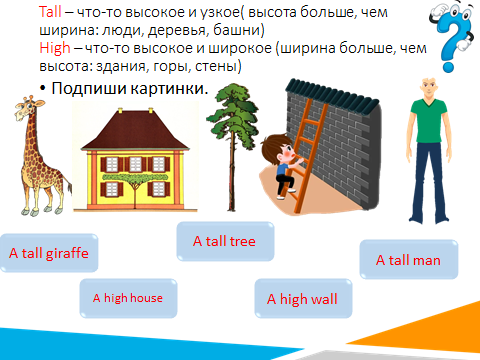 Tall – что-то высокое и узкое( высота больше, чем
ширина: люди, деревья, башни)
High – что-то высокое и широкое (ширина больше, чем
высота: здания, горы, стены)
• Подпиши картинки.
A tall giraffe
A tall tree
A tall man
A high house
A high wall